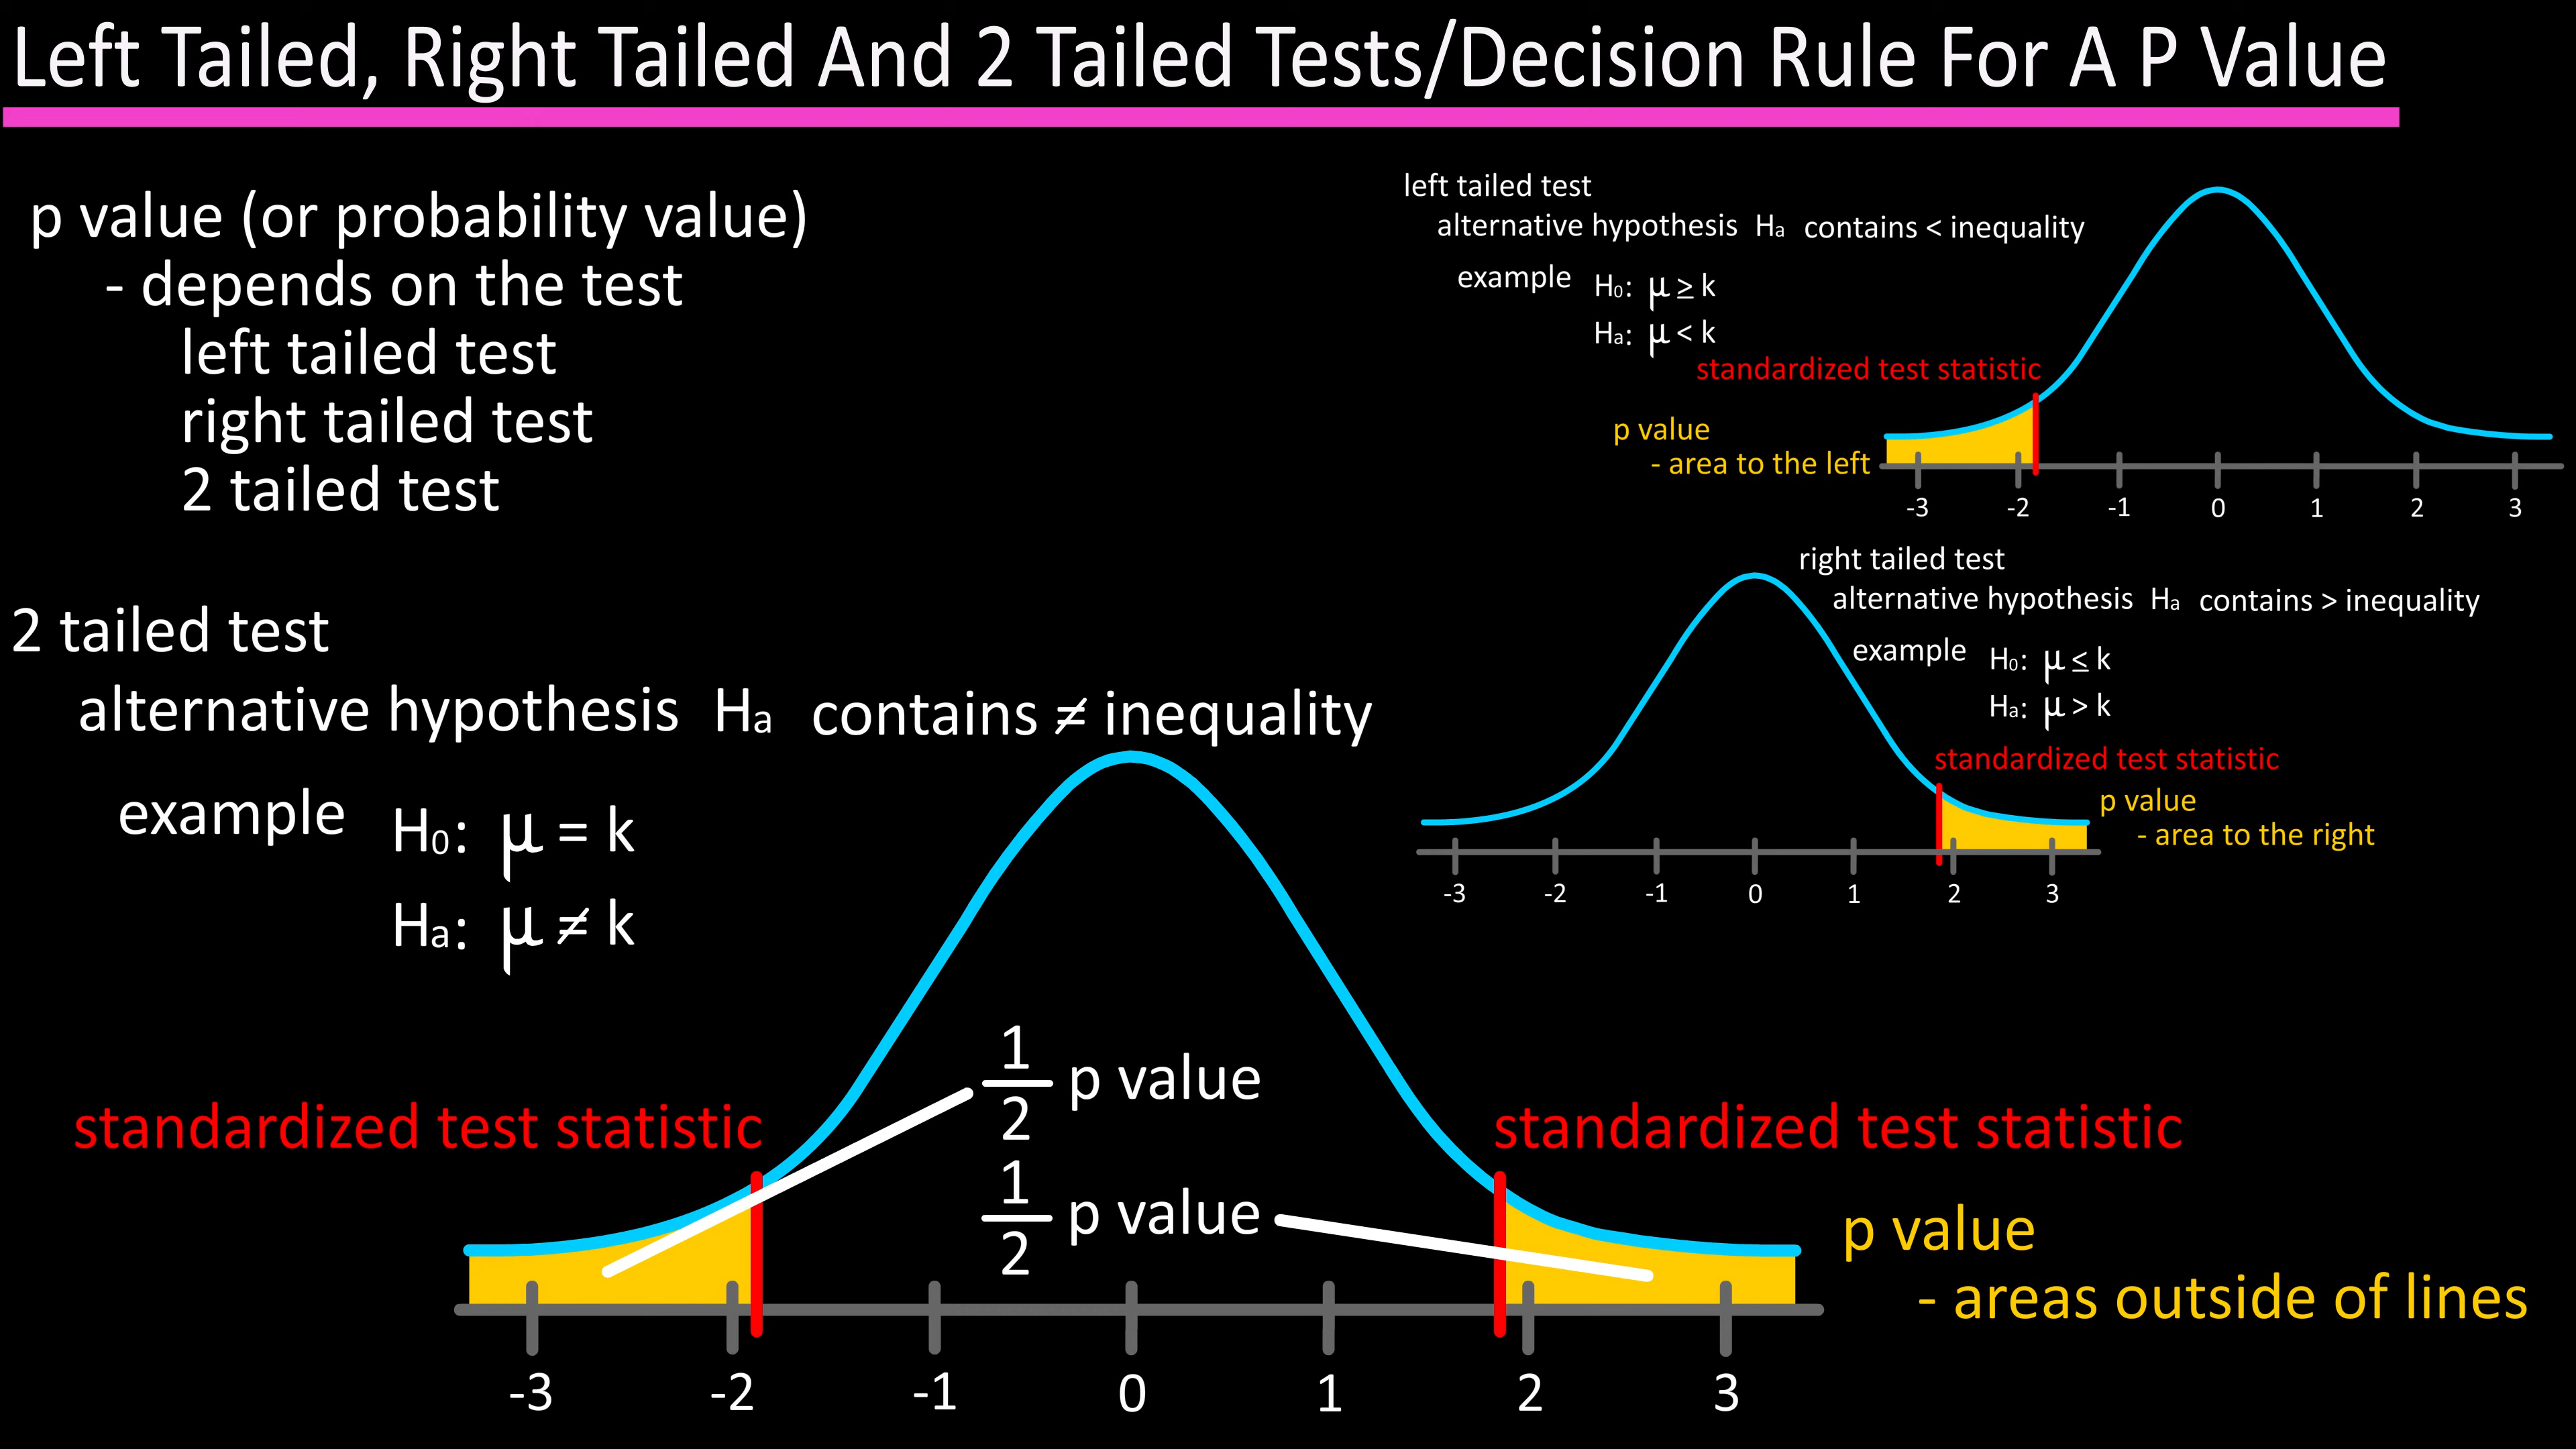 Left Tailed, Right Tailed And 2 Tailed Tests/Decision Rule For A P Value
p value (or probability value)
- depends on the test
left tailed test
right tailed test
2 tailed test
left tailed test
alternative hypothesis Ha contains < inequality
example H0: μ ≥ k
Ha: μ < k
standardized test statistic
p value
- area to the left
-3 -2 -1 0 1 2 3
right tailed test
alternative hypothesis Ha contains > inequality
example H0: μ ≤ k
Ha: μ > k
standardized test statistic
p value
- area to the right
-3 -2 -1 0 1 2 3
2 tailed test
alternative hypothesis Ha contains ≠ inequality
example H0: μ = k
Ha: μ ≠ k
1/2 p value
standardized test statistic
standardized test statistic
1/2 p value
p value
- areas outside of lines
-3 -2 -1 0 1 2 3